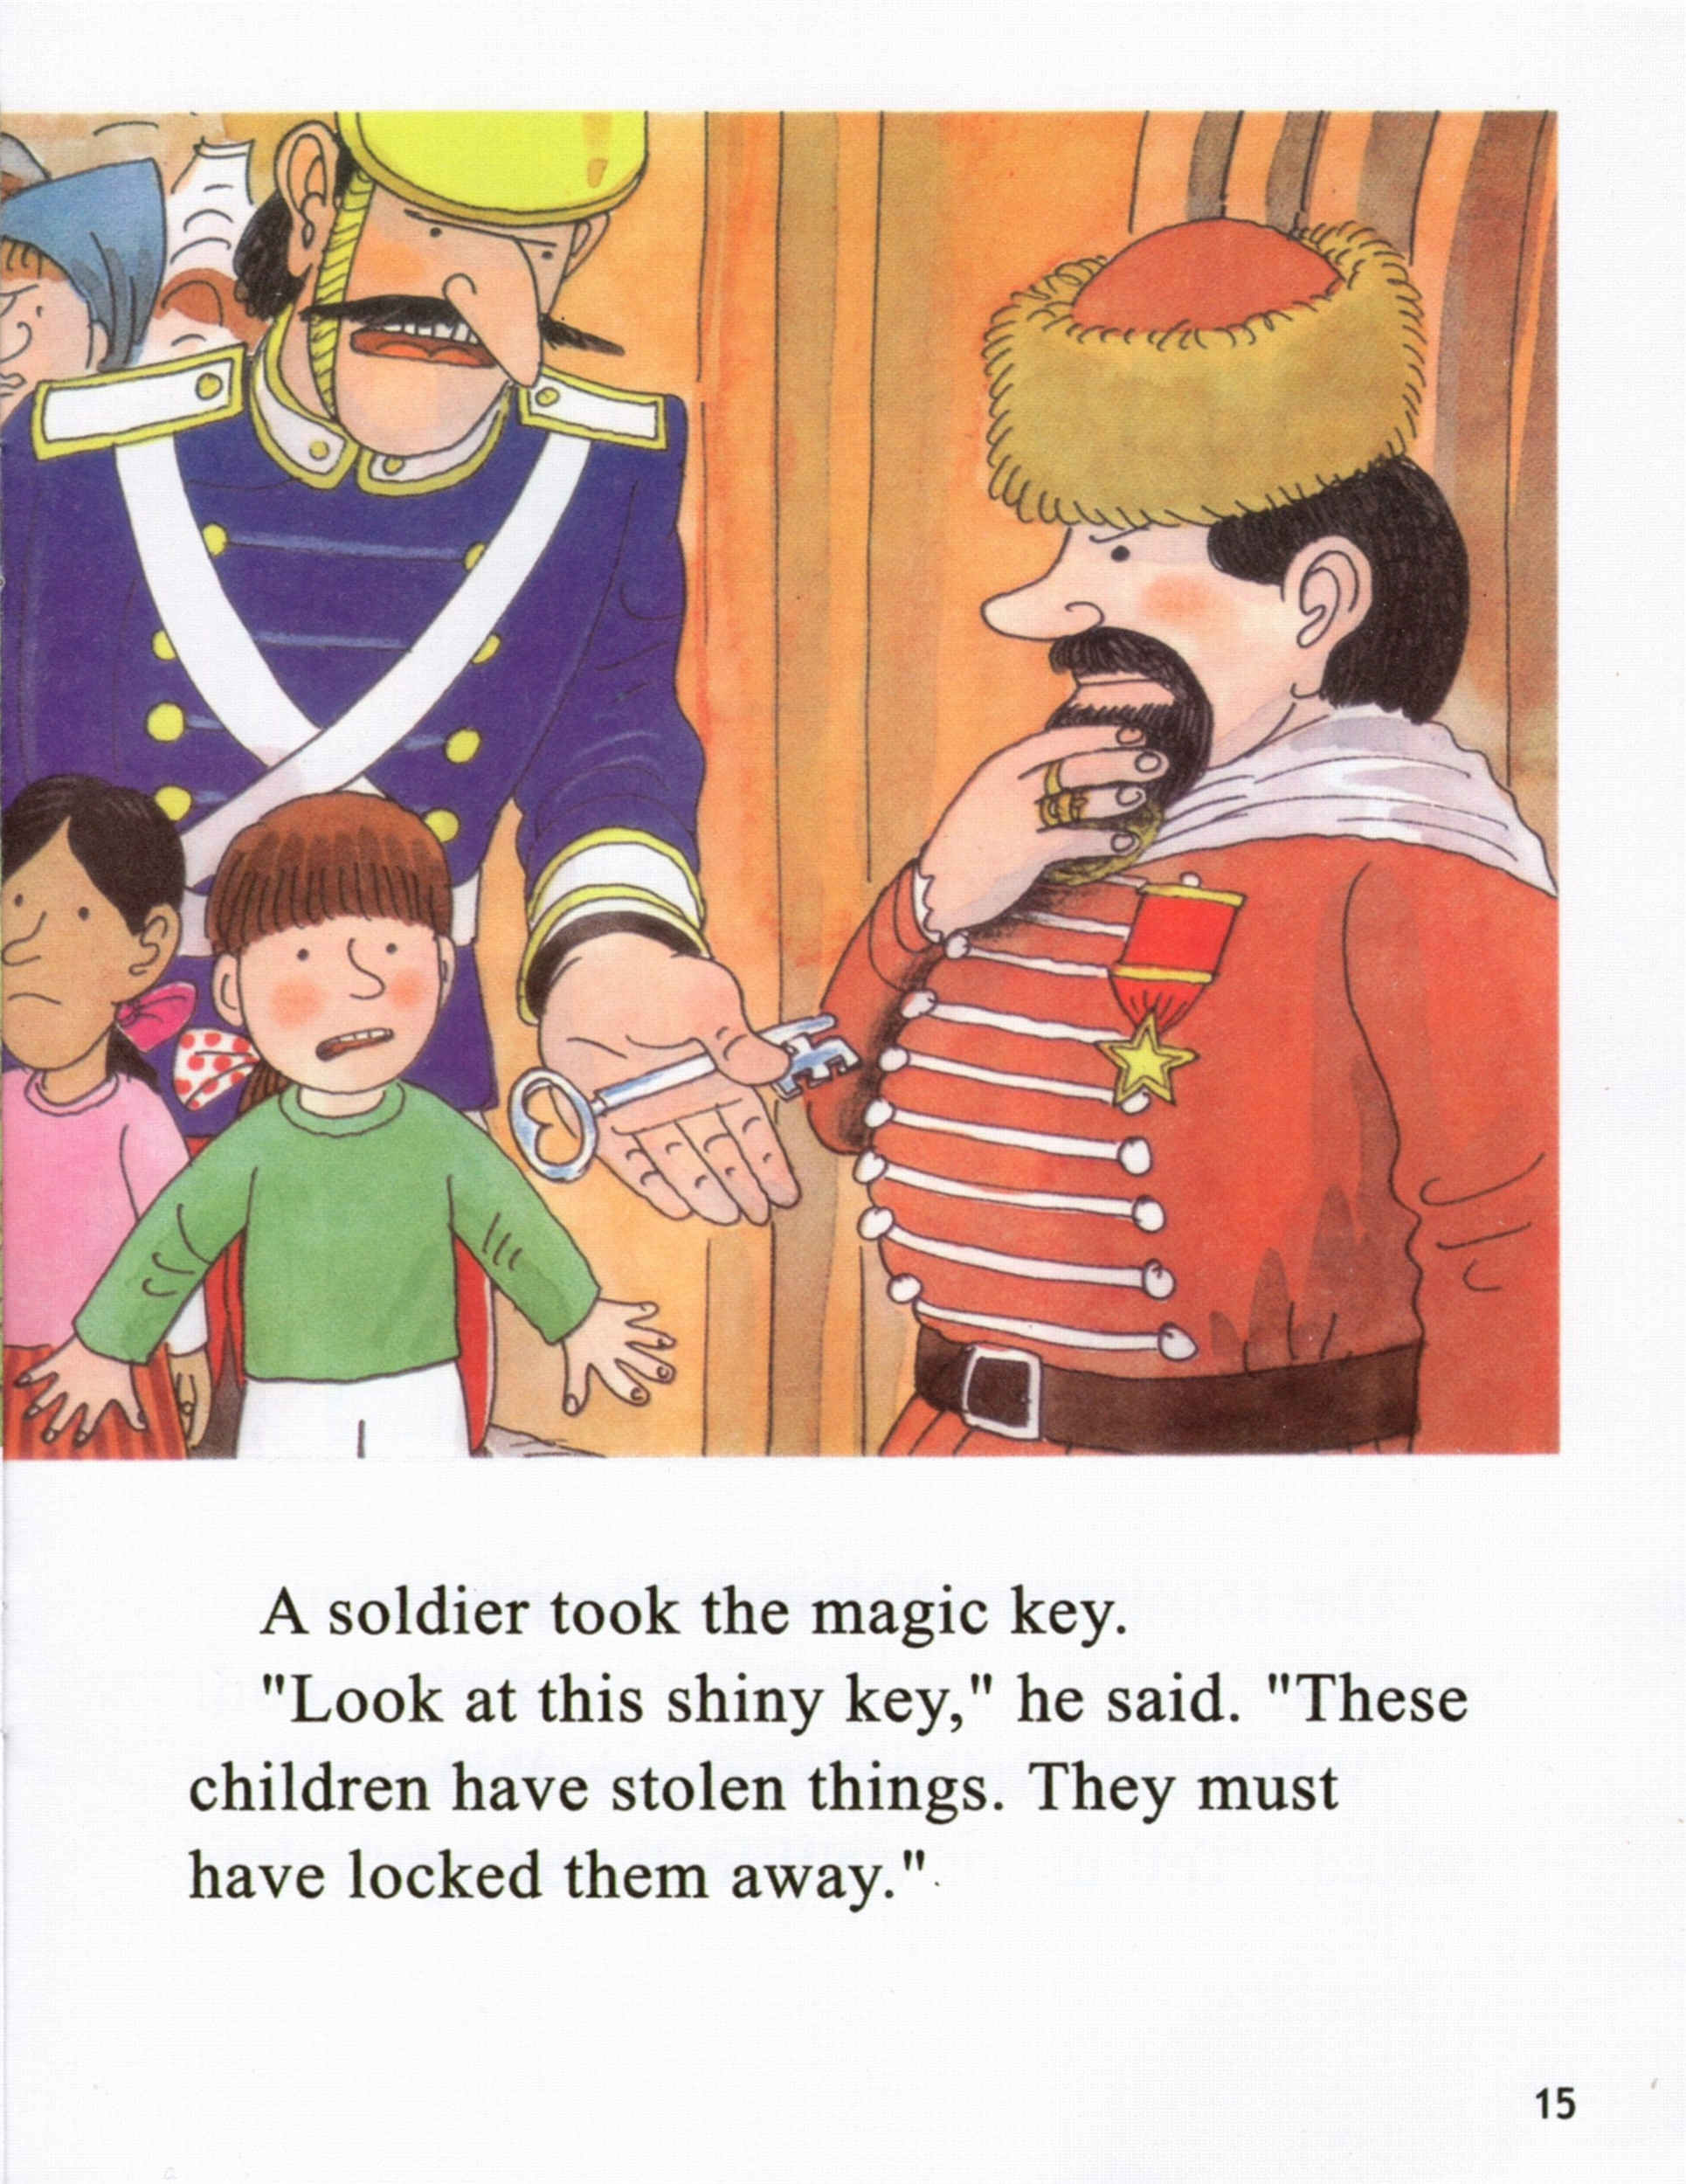 A soldier took the magic key.
"Look at this shiny key," he said. "These
children have stolen things. They must
have locked them away."
15